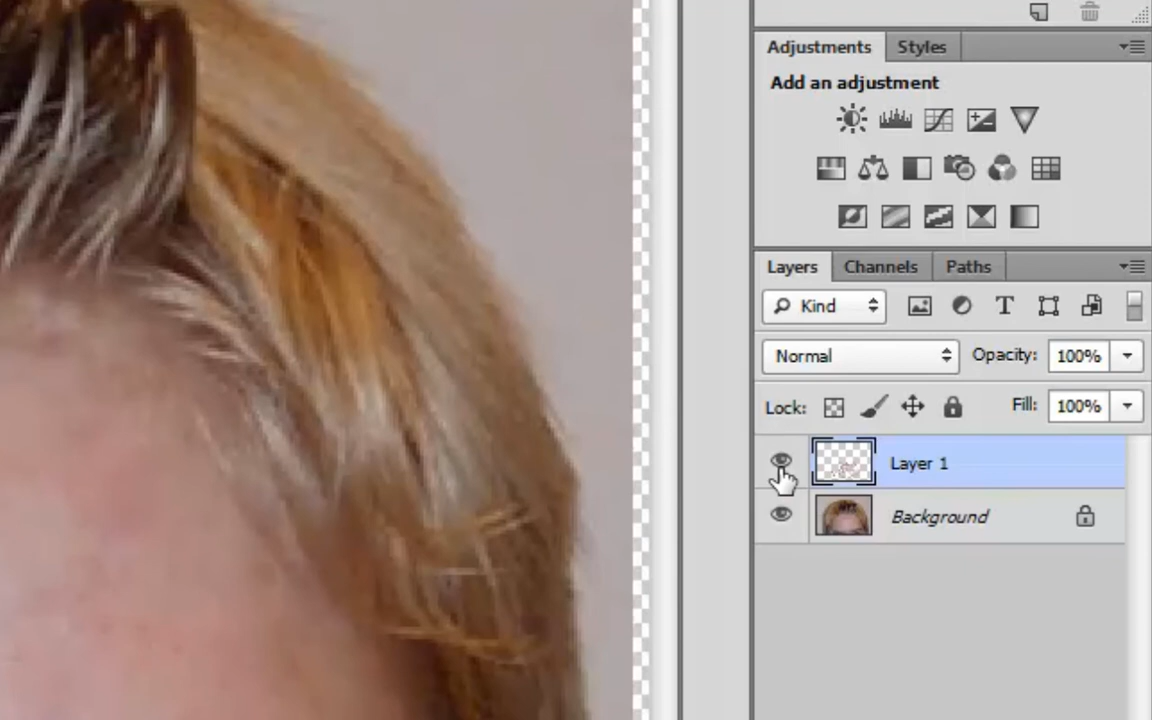 Adjustments Styles
Add an adjustment
Layers Channels Paths
Kind T
Normal Opacity: 100%
Lock: Fill: 100%
Layer 1
Background